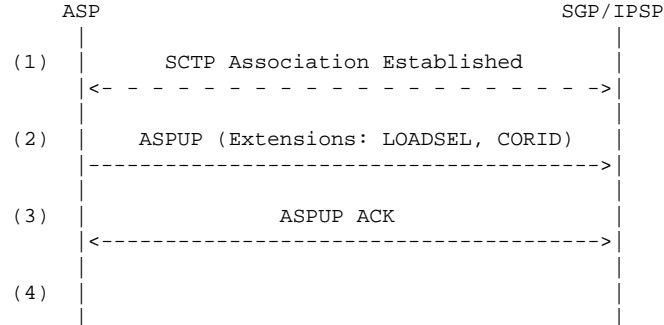 ASP SGP/IPSP
(1) SCTP Association Established
(2) ASPUP (Extensions: LOADSEL, CORID)
(3) ASPUP ACK
(4)